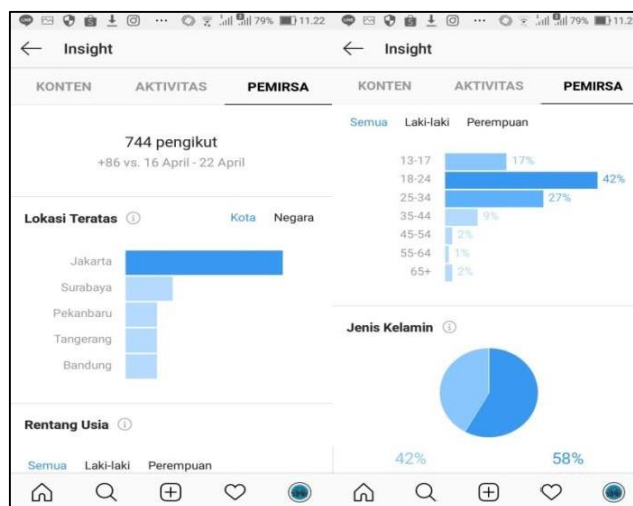 79% 11.22
Insight
KONTEN AKTIVITAS PEMIRSA
744 pengikut
+86 vs. 16 April - 22 April
Lokasi Teratas Kota Negara
Jakarta
Surabaya
Pekanbaru
Tangerang
Bandung
Rentang Usia
Semua Laki-laki Perempuan
79% 11.2
Insight
KONTEN AKTIVITAS PEMIRSA
Semua Laki-laki Perempuan
13-17 17%
18-24 42%
25-34 27%
35-44 9%
45-54 2%
55-64 1%
65+ 2%
Jenis Kelamin
42% 58%